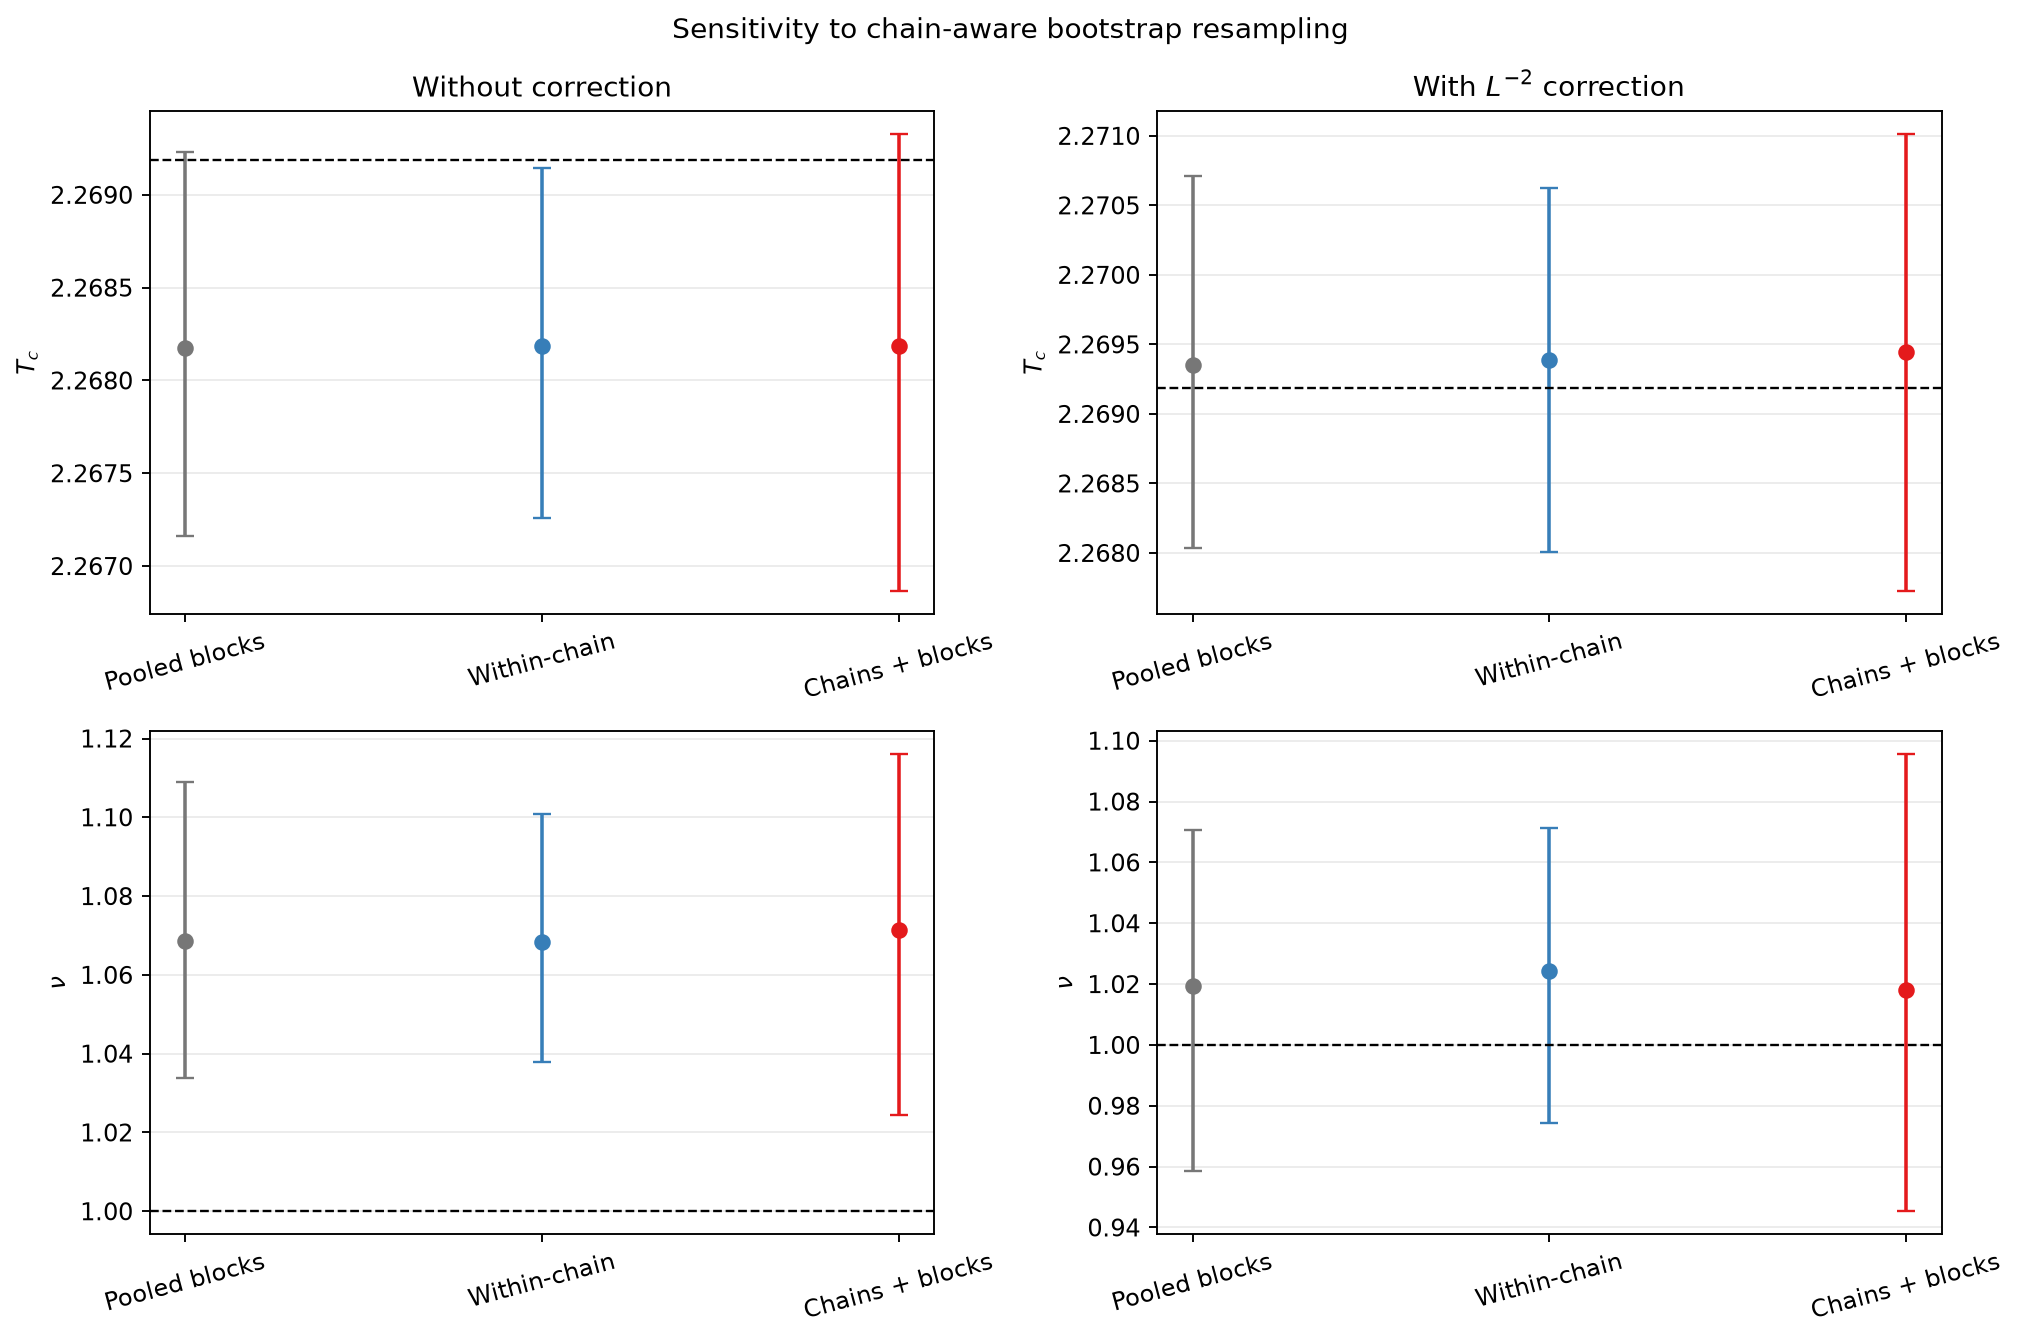 Sensitivity to chain-aware bootstrap resampling
Without correction
T_c
2.2690
2.2685
2.2680
2.2675
2.2670
Pooled blocks
Within-chain
Chains + blocks
With L⁻² correction
T_c
2.2710
2.2705
2.2700
2.2695
2.2690
2.2685
2.2680
Pooled blocks
Within-chain
Chains + blocks
ν
1.12
1.10
1.08
1.06
1.04
1.02
1.00
Pooled blocks
Within-chain
Chains + blocks
ν
1.10
1.08
1.06
1.04
1.02
1.00
0.98
0.96
0.94
Pooled blocks
Within-chain
Chains + blocks